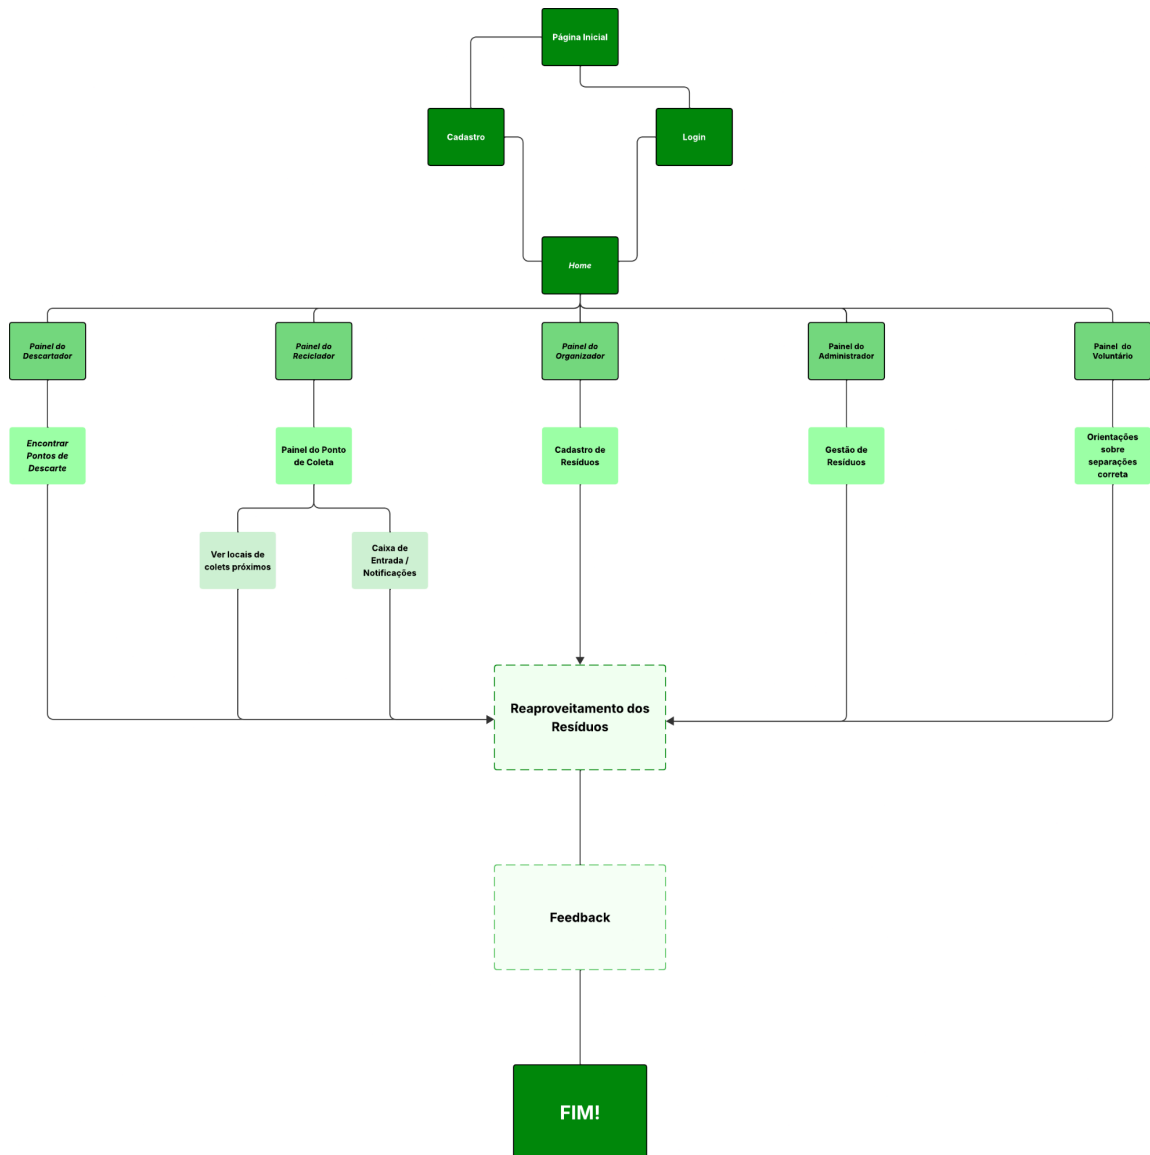 Página Inicial
Cadastro
Login
Home
Painel do
Descartador
Painel do
Reciclador
Painel do
Organizador
Painel do
Administrador
Painel do
Voluntário
Encontrar
Pontos de
Descarte
Painel do Ponto
de Coleta
Cadastro de
Resíduos
Gestão de
Resíduos
Orientações
sobre
separações
correta
Ver locais de
colets próximos
Caixa de
Entrada /
Notificações
Reaproveitamento dos
Resíduos
Feedback
FIM!